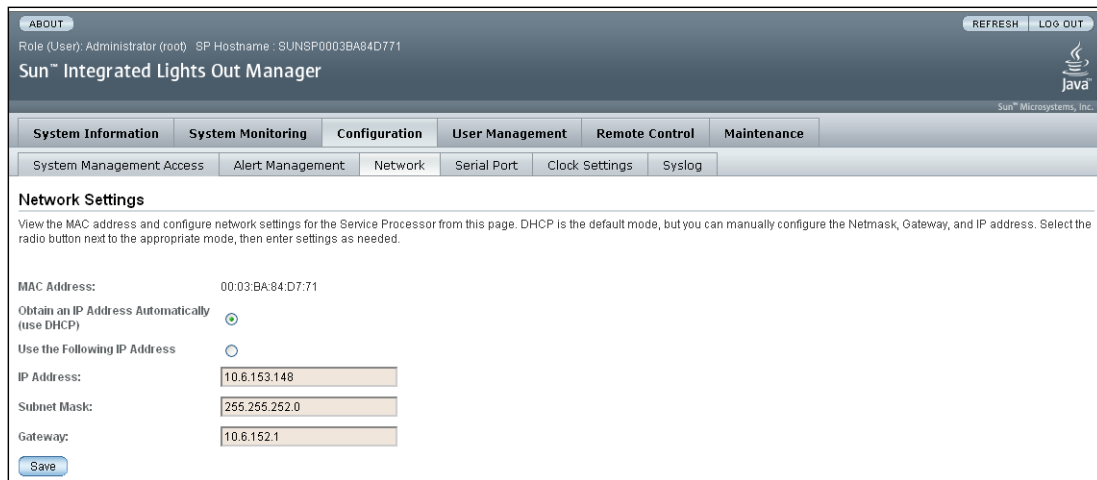 ABOUT
REFRESH LOG OUT
Role (User): Administrator (root) SP Hostname : SUNSP0003BA84D771
Sun™ Integrated Lights Out Manager
Java™
Sun™ Microsystems, Inc.
System Information System Monitoring Configuration User Management Remote Control Maintenance
System Management Access Alert Management Network Serial Port Clock Settings Syslog
Network Settings
View the MAC address and configure network settings for the Service Processor from this page. DHCP is the default mode, but you can manually configure the Netmask, Gateway, and IP address. Select the
radio button next to the appropriate mode, then enter settings as needed.
MAC Address: 00:03:BA:84:D7:71
Obtain an IP Address Automatically
(use DHCP)
Use the Following IP Address
IP Address: 10.6.153.148
Subnet Mask: 255.255.252.0
Gateway: 10.6.152.1
Save